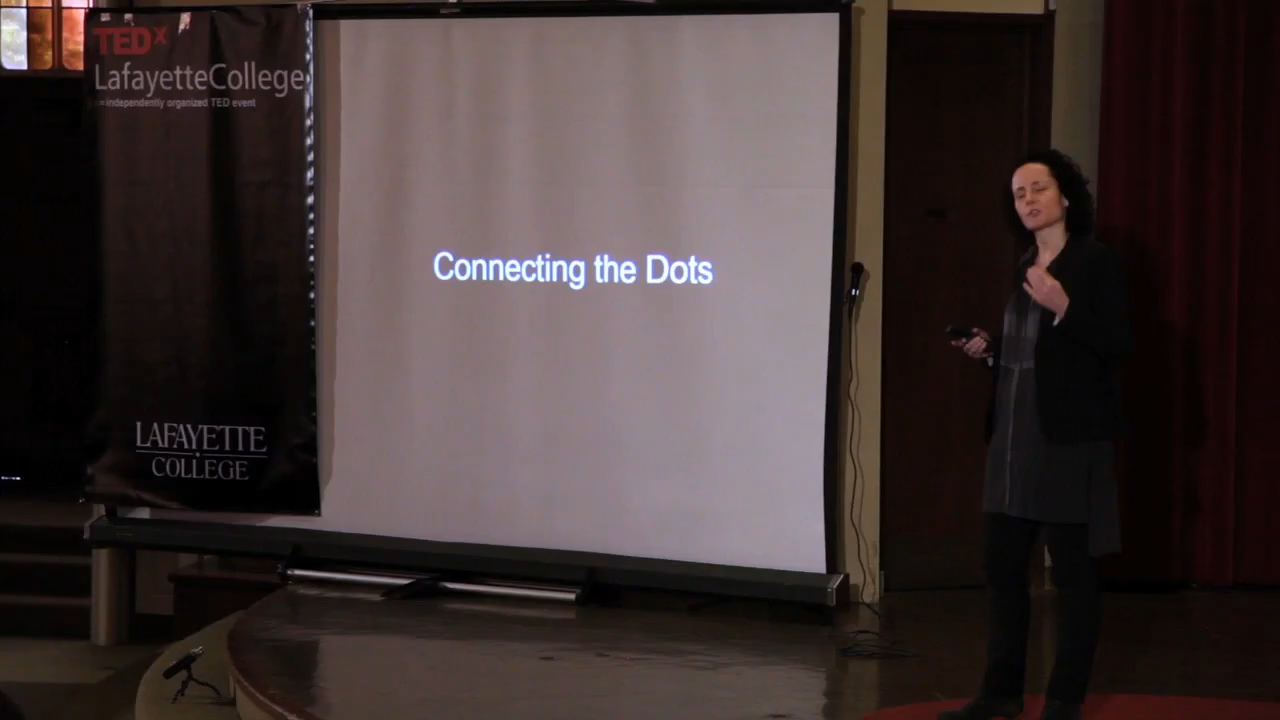 TEDx
LafayetteCollege
= independently organized TED event
LAFAYETTE
COLLEGE
Connecting the Dots